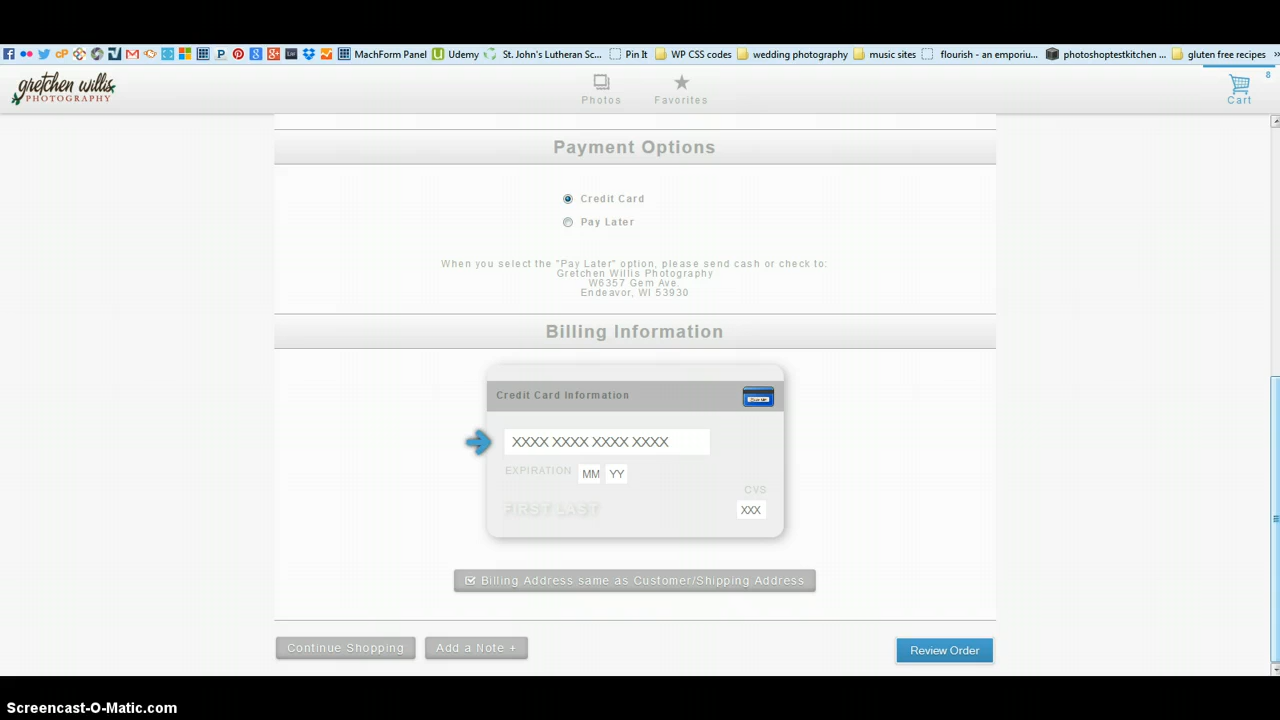 MachForm Panel Udemy St. John's Lutheran Sc... Pin It WP CSS codes wedding photography music sites flourish - an emporiu... photoshoptestkitchen ... gluten free recipes »
gretchen willis
PHOTOGRAPHY
Photos
Favorites
8
Cart
Payment Options
Credit Card
Pay Later
When you select the "Pay Later" option, please send cash or check to:
Gretchen Willis Photography
W6357 Gem Ave.
Endeavor, WI 53930
Billing Information
Credit Card Information
XXXX XXXX XXXX XXXX
EXPIRATION MM YY
CVS
FIRST LAST
XXX
Billing Address same as Customer/Shipping Address
Continue Shopping
Add a Note +
Review Order
Screencast-O-Matic.com